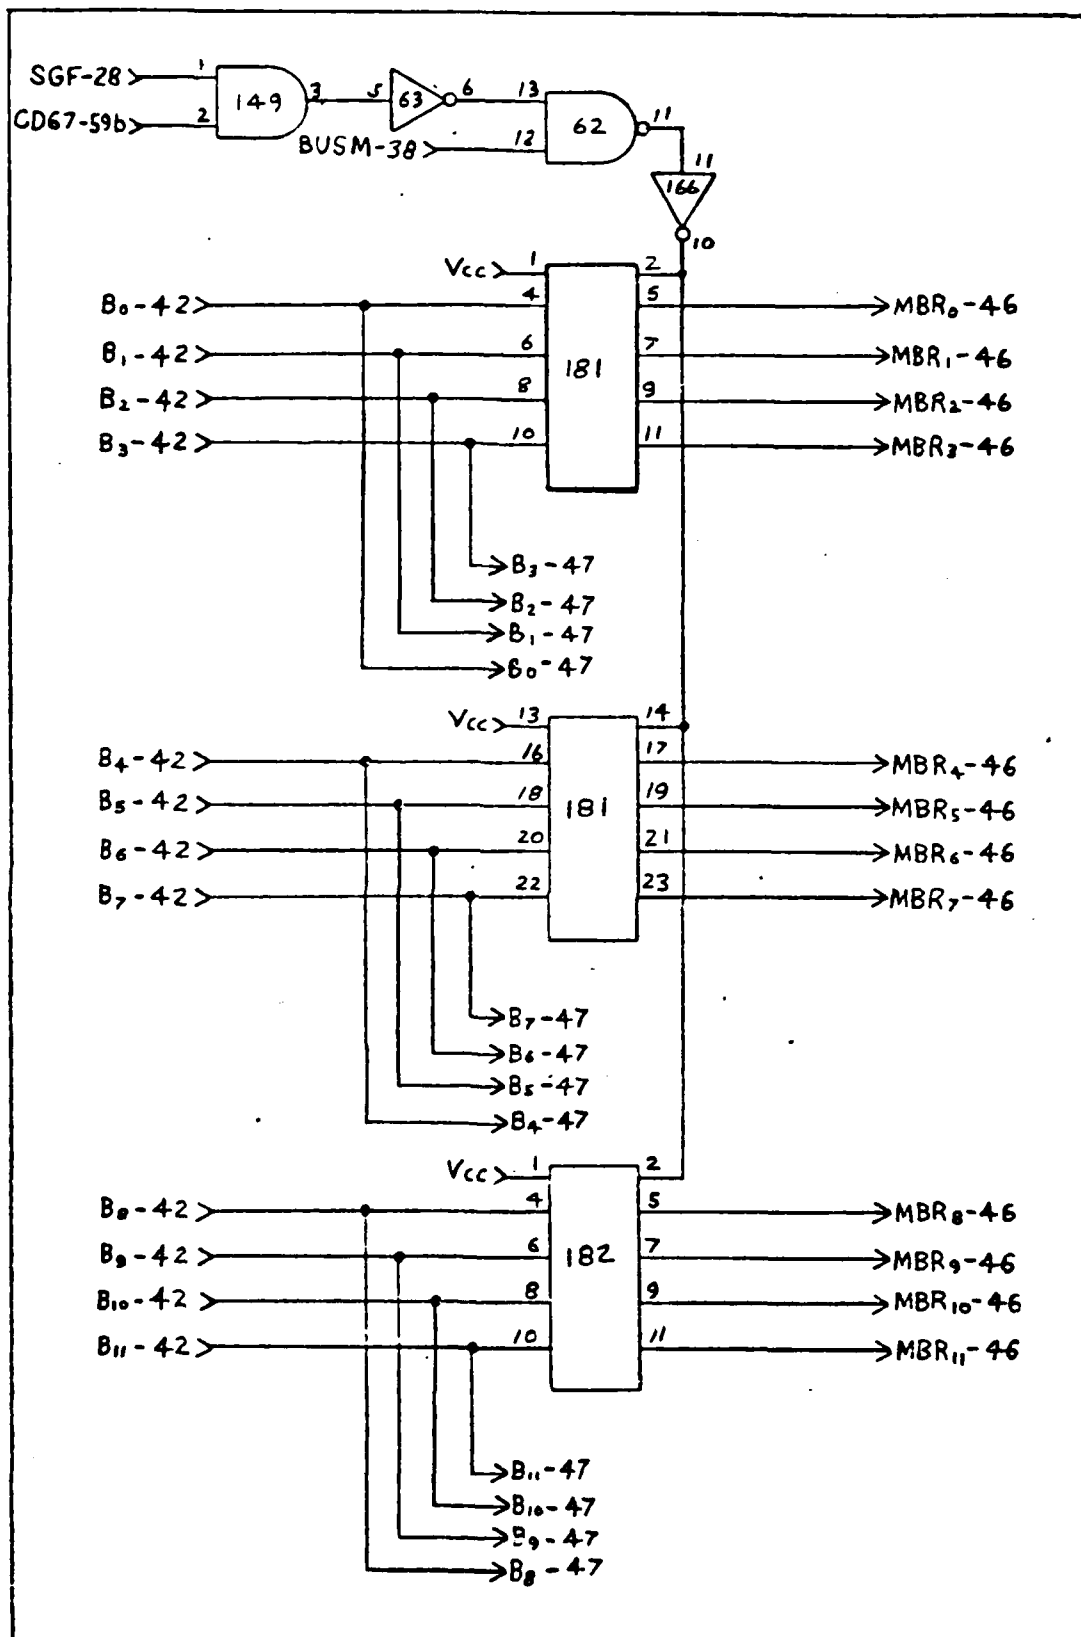 SGF-28 1
149 3 5 63 6 13
62 11
CD67-59b 2
BUSM-38 12
11
166
10
Vcc 1 2
B₀-42 4 5 MBR₀-46
B₁-42 6 7 MBR₁-46
181
B₂-42 8 9 MBR₂-46
B₃-42 10 11 MBR₃-46
B₃-47
B₂-47
B₁-47
B₀-47
Vcc 13 14
B₄-42 16 17 MBR₄-46
B₅-42 18 181 19 MBR₅-46
B₆-42 20 21 MBR₆-46
B₇-42 22 23 MBR₇-46
B₇-47
B₆-47
B₅-47
B₄-47
Vcc 1 2
B₈-42 4 5 MBR₈-46
B₉-42 6 182 7 MBR₉-46
B₁₀-42 8 9 MBR₁₀-46
B₁₁-42 10 11 MBR₁₁-46
B₁₁-47
B₁₀-47
B₉-47
B₈-47